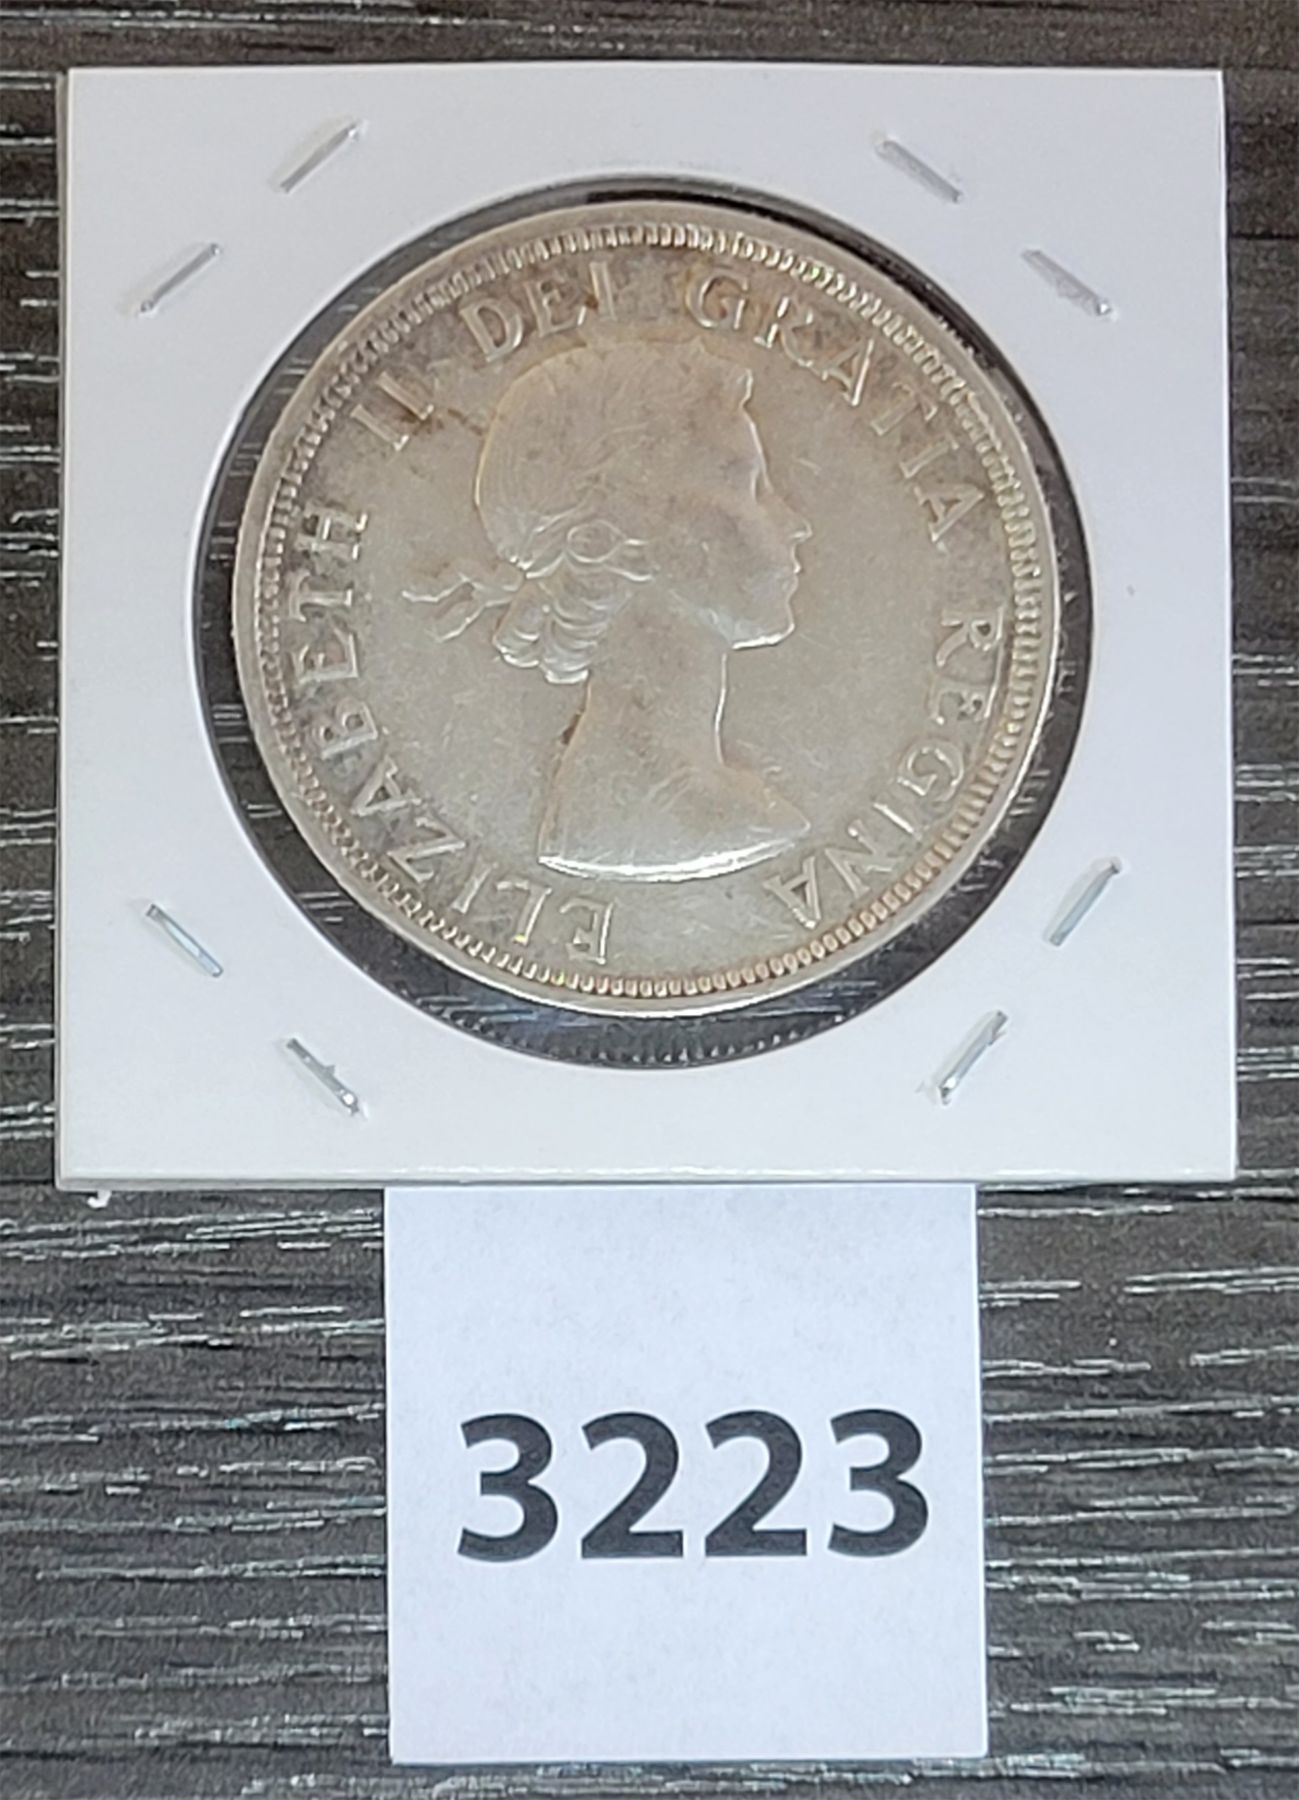 ELIZABETH II DEI GRATIA REGINA
3223